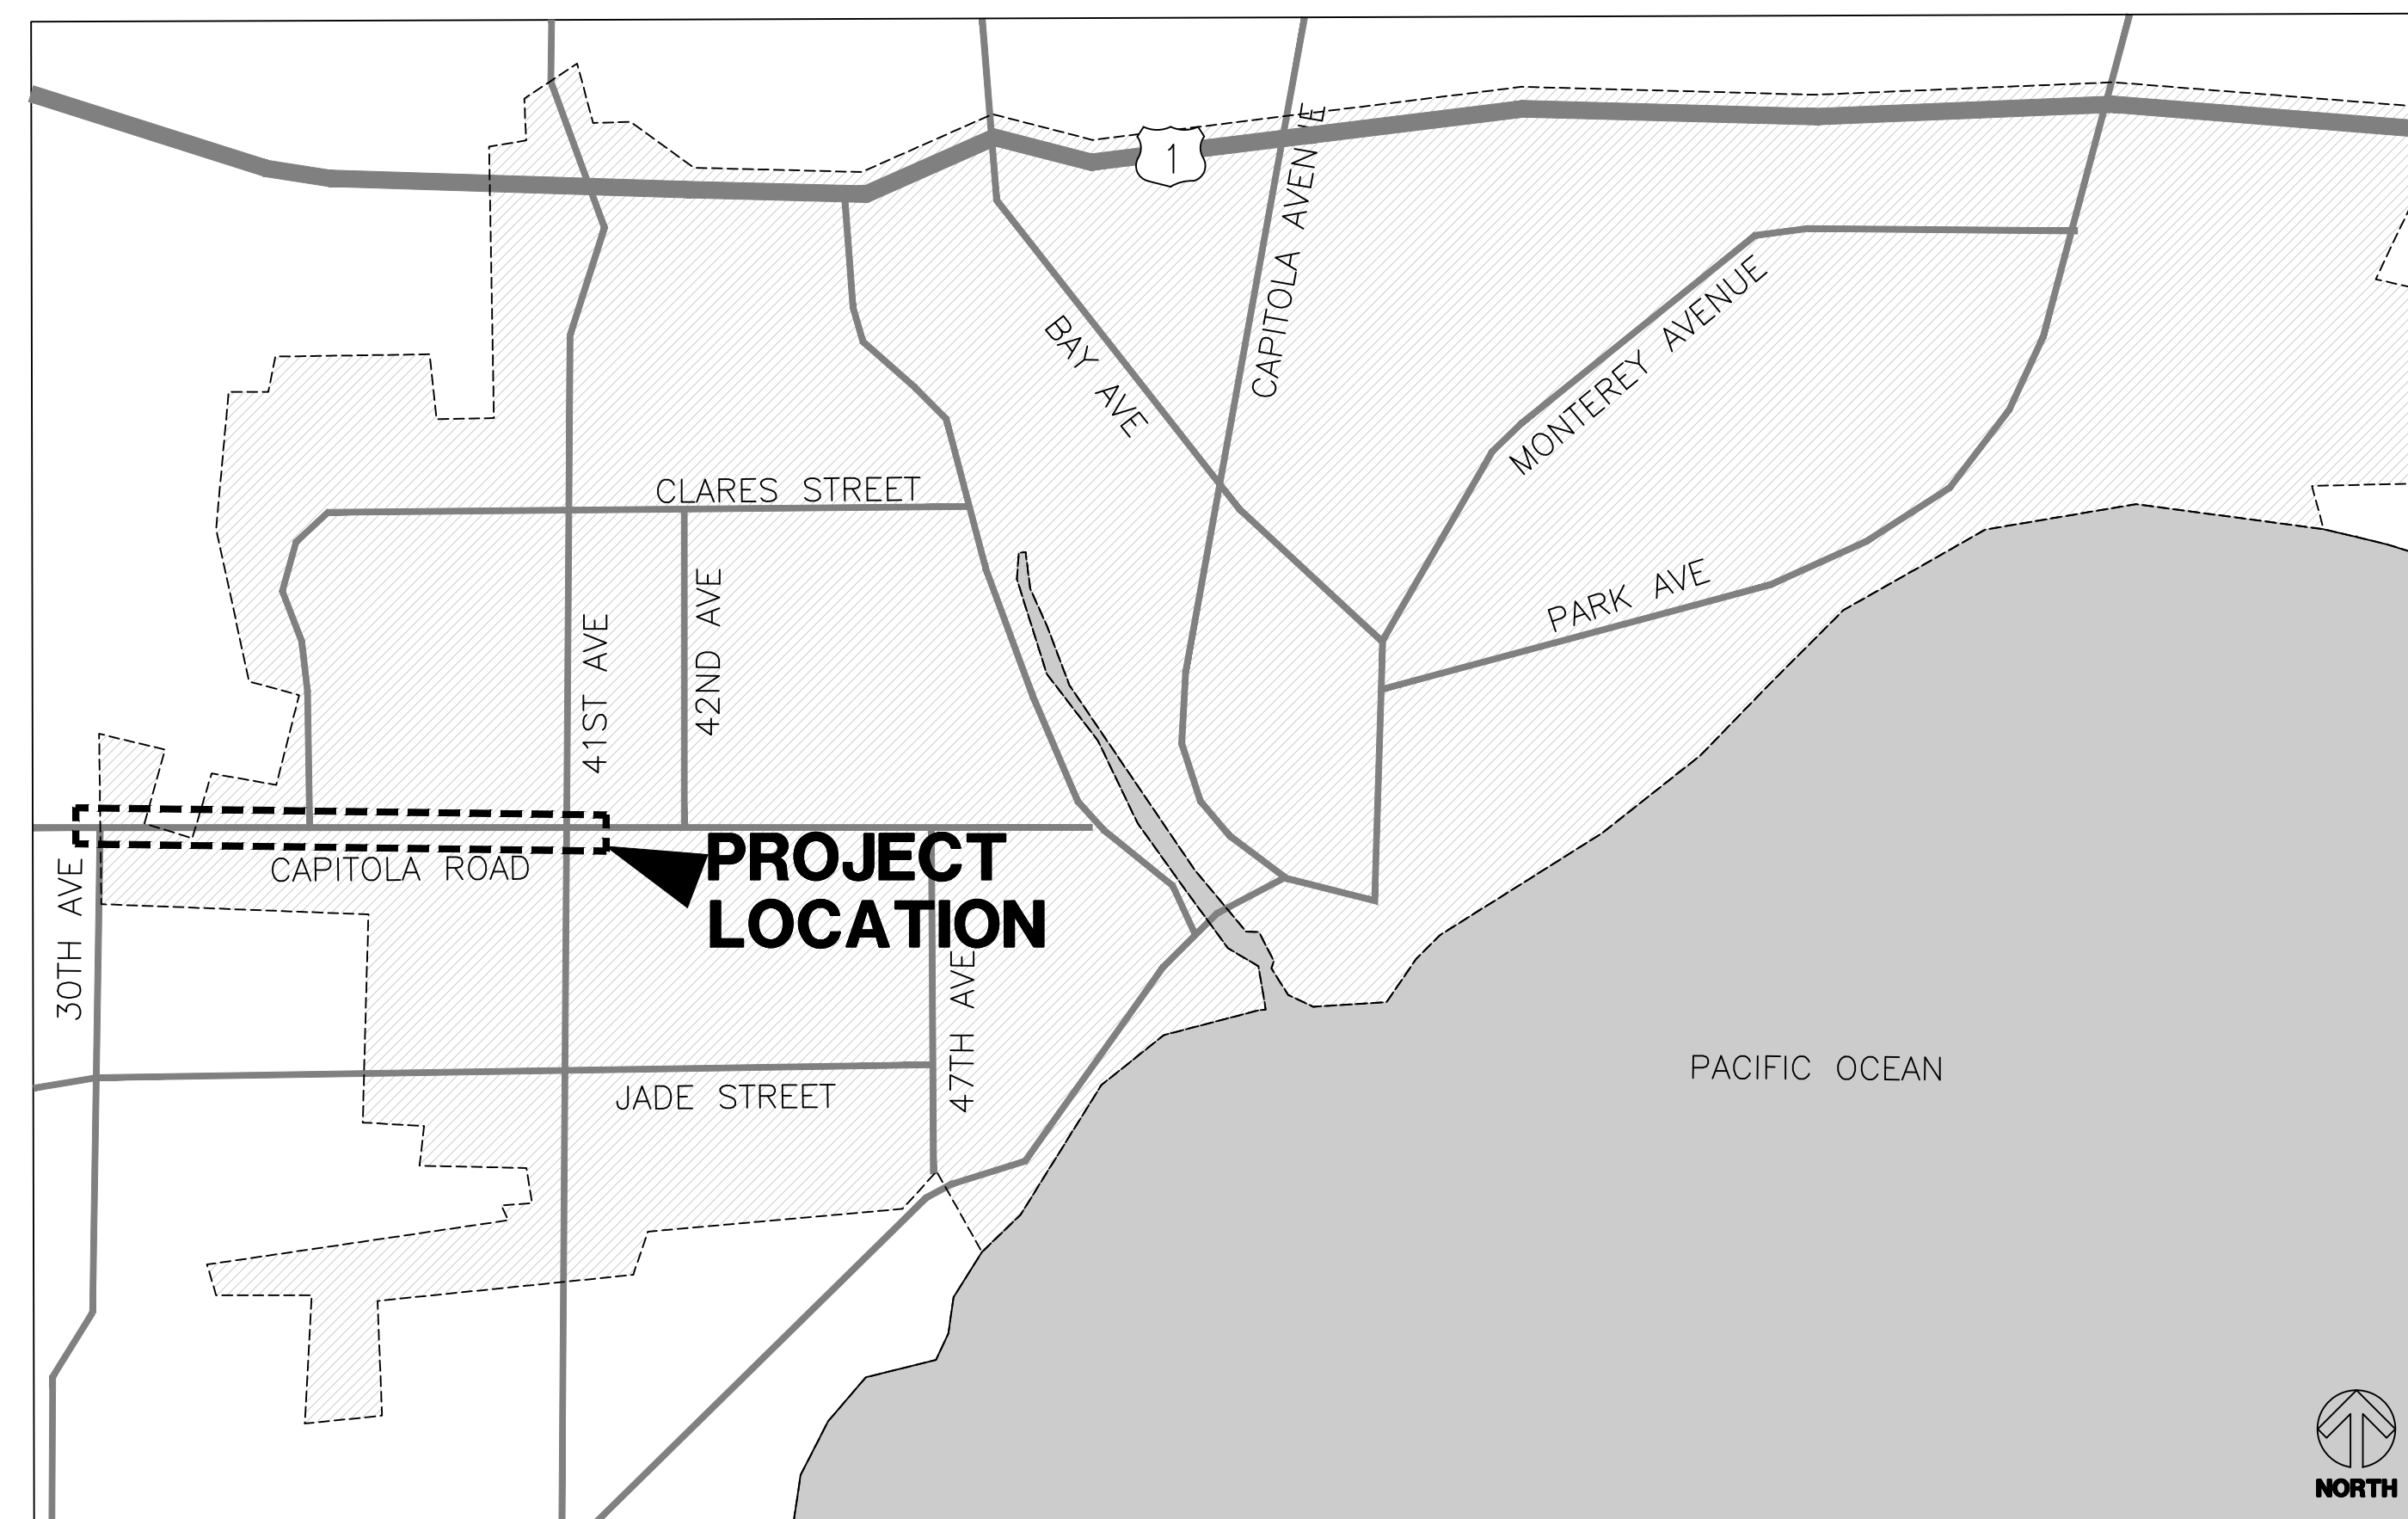 1
CAPITOLA AVENUE
BAY AVE
MONTEREY AVENUE
CLARES STREET
41ST AVE
42ND AVE
PARK AVE
PROJECT
LOCATION
CAPITOLA ROAD
30TH AVE
47TH AVE
JADE STREET
PACIFIC OCEAN
NORTH